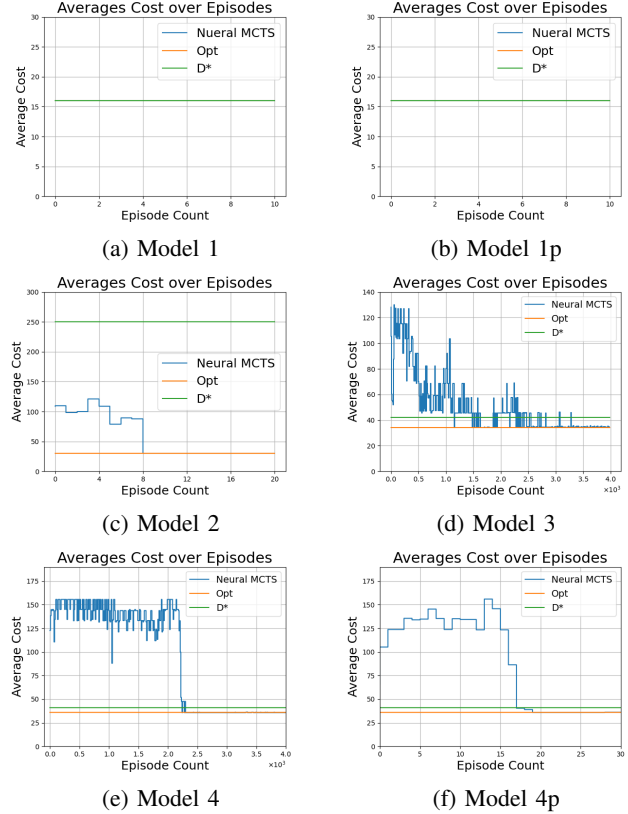 Averages Cost over Episodes
Average Cost
30
25
20
15
10
5
0
Nueral MCTS
Opt
D*
0 2 4 6 8 10
Episode Count
(a) Model 1
Averages Cost over Episodes
Average Cost
30
25
20
15
10
5
0
Nueral MCTS
Opt
D*
0 2 4 6 8 10
Episode Count
(b) Model 1p
Averages Cost over Episodes
Average Cost
300
250
200
150
100
50
0
Neural MCTS
Opt
D*
0 4 8 12 16 20
Episode Count
(c) Model 2
Averages Cost over Episodes
Average Cost
140
120
100
80
60
40
20
0
Neural MCTS
Opt
D*
0.0 0.5 1.0 1.5 2.0 2.5 3.0 3.5 4.0
×10³
Episode Count
(d) Model 3
Averages Cost over Episodes
Average Cost
175
150
125
100
75
50
25
0
Neural MCTS
Opt
D*
0.0 0.5 1.0 1.5 2.0 2.5 3.0 3.5 4.0
×10³
Episode Count
(e) Model 4
Averages Cost over Episodes
Average Cost
175
150
125
100
75
50
25
0
Neural MCTS
Opt
D*
0 5 10 15 20 25 30
Episode Count
(f) Model 4p